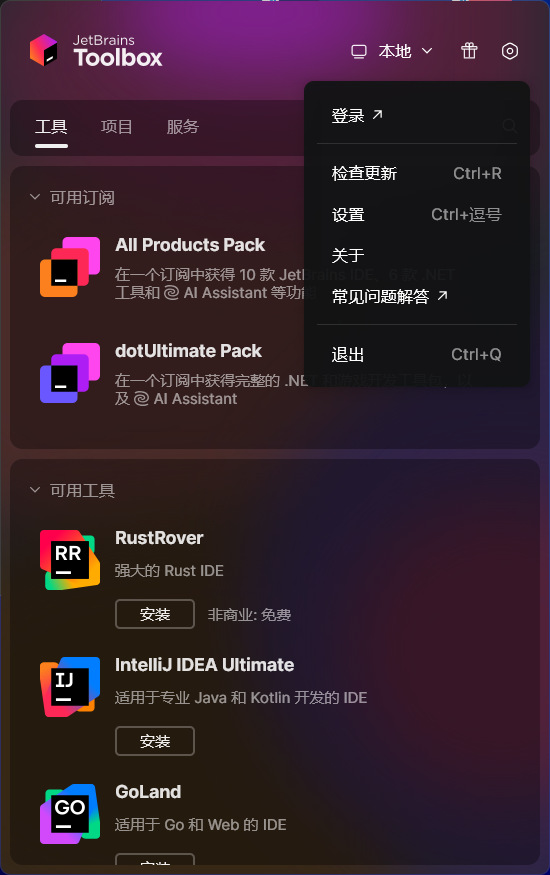 JetBrains
Toolbox
本地
工具
项目
服务
登录 ↗
检查更新 Ctrl+R
设置 Ctrl+逗号
关于
常见问题解答 ↗
退出 Ctrl+Q
可用订阅
All Products Pack
在一个订阅中获得 10 款 JetBrains IDE、6 款 .NET
工具和 AI Assistant 等功能
dotUltimate Pack
在一个订阅中获得完整的 .NET
及 AI Assistant
可用工具
RR
RustRover
强大的 Rust IDE
安装
非商业: 免费
IJ
IntelliJ IDEA Ultimate
适用于专业 Java 和 Kotlin 开发的 IDE
安装
GO
GoLand
适用于 Go 和 Web 的 IDE
安装